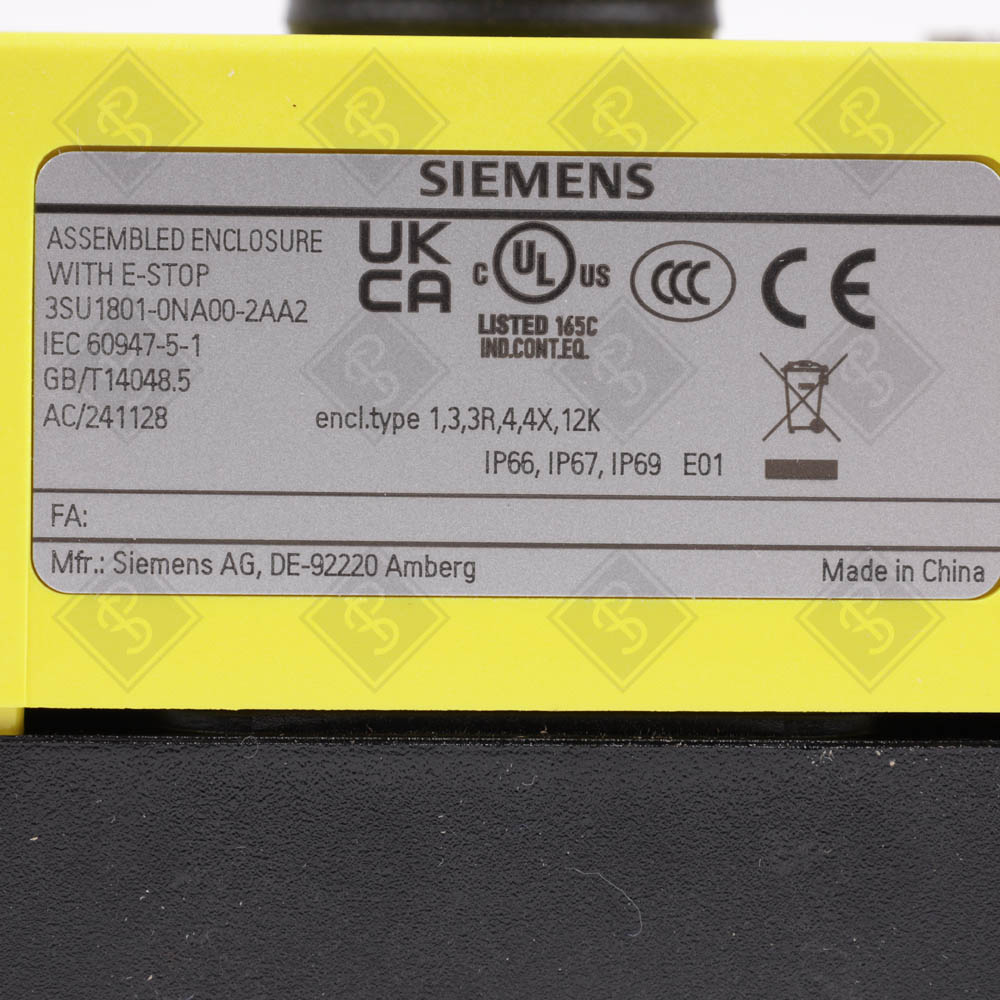 SIEMENS
ASSEMBLED ENCLOSURE
WITH E-STOP
3SU1801-0NA00-2AA2
IEC 60947-5-1
GB/T14048.5
AC/241128
UK
CA
C UL US
LISTED 165C
IND.CONT.EQ.
CCC
CE
encl.type 1,3,3R,4,4X,12K
IP66, IP67, IP69 E01
FA:
Mfr.: Siemens AG, DE-92220 Amberg
Made in China